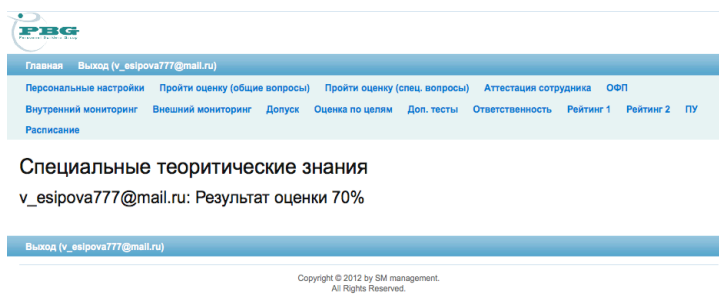 PBG
Главная Выход (v_esipova777@mail.ru)
Персональные настройки Пройти оценку (общие вопросы) Пройти оценку (спец. вопросы) Аттестация сотрудника ОФП
Внутренний мониторинг Внешний мониторинг Допуск Оценка по целям Доп. тесты Ответственность Рейтинг 1 Рейтинг 2 ПУ
Расписание
Специальные теоритические знания
v_esipova777@mail.ru: Результат оценки 70%
Выход (v_esipova777@mail.ru)
Copyright © 2012 by SM management.
All Rights Reserved.